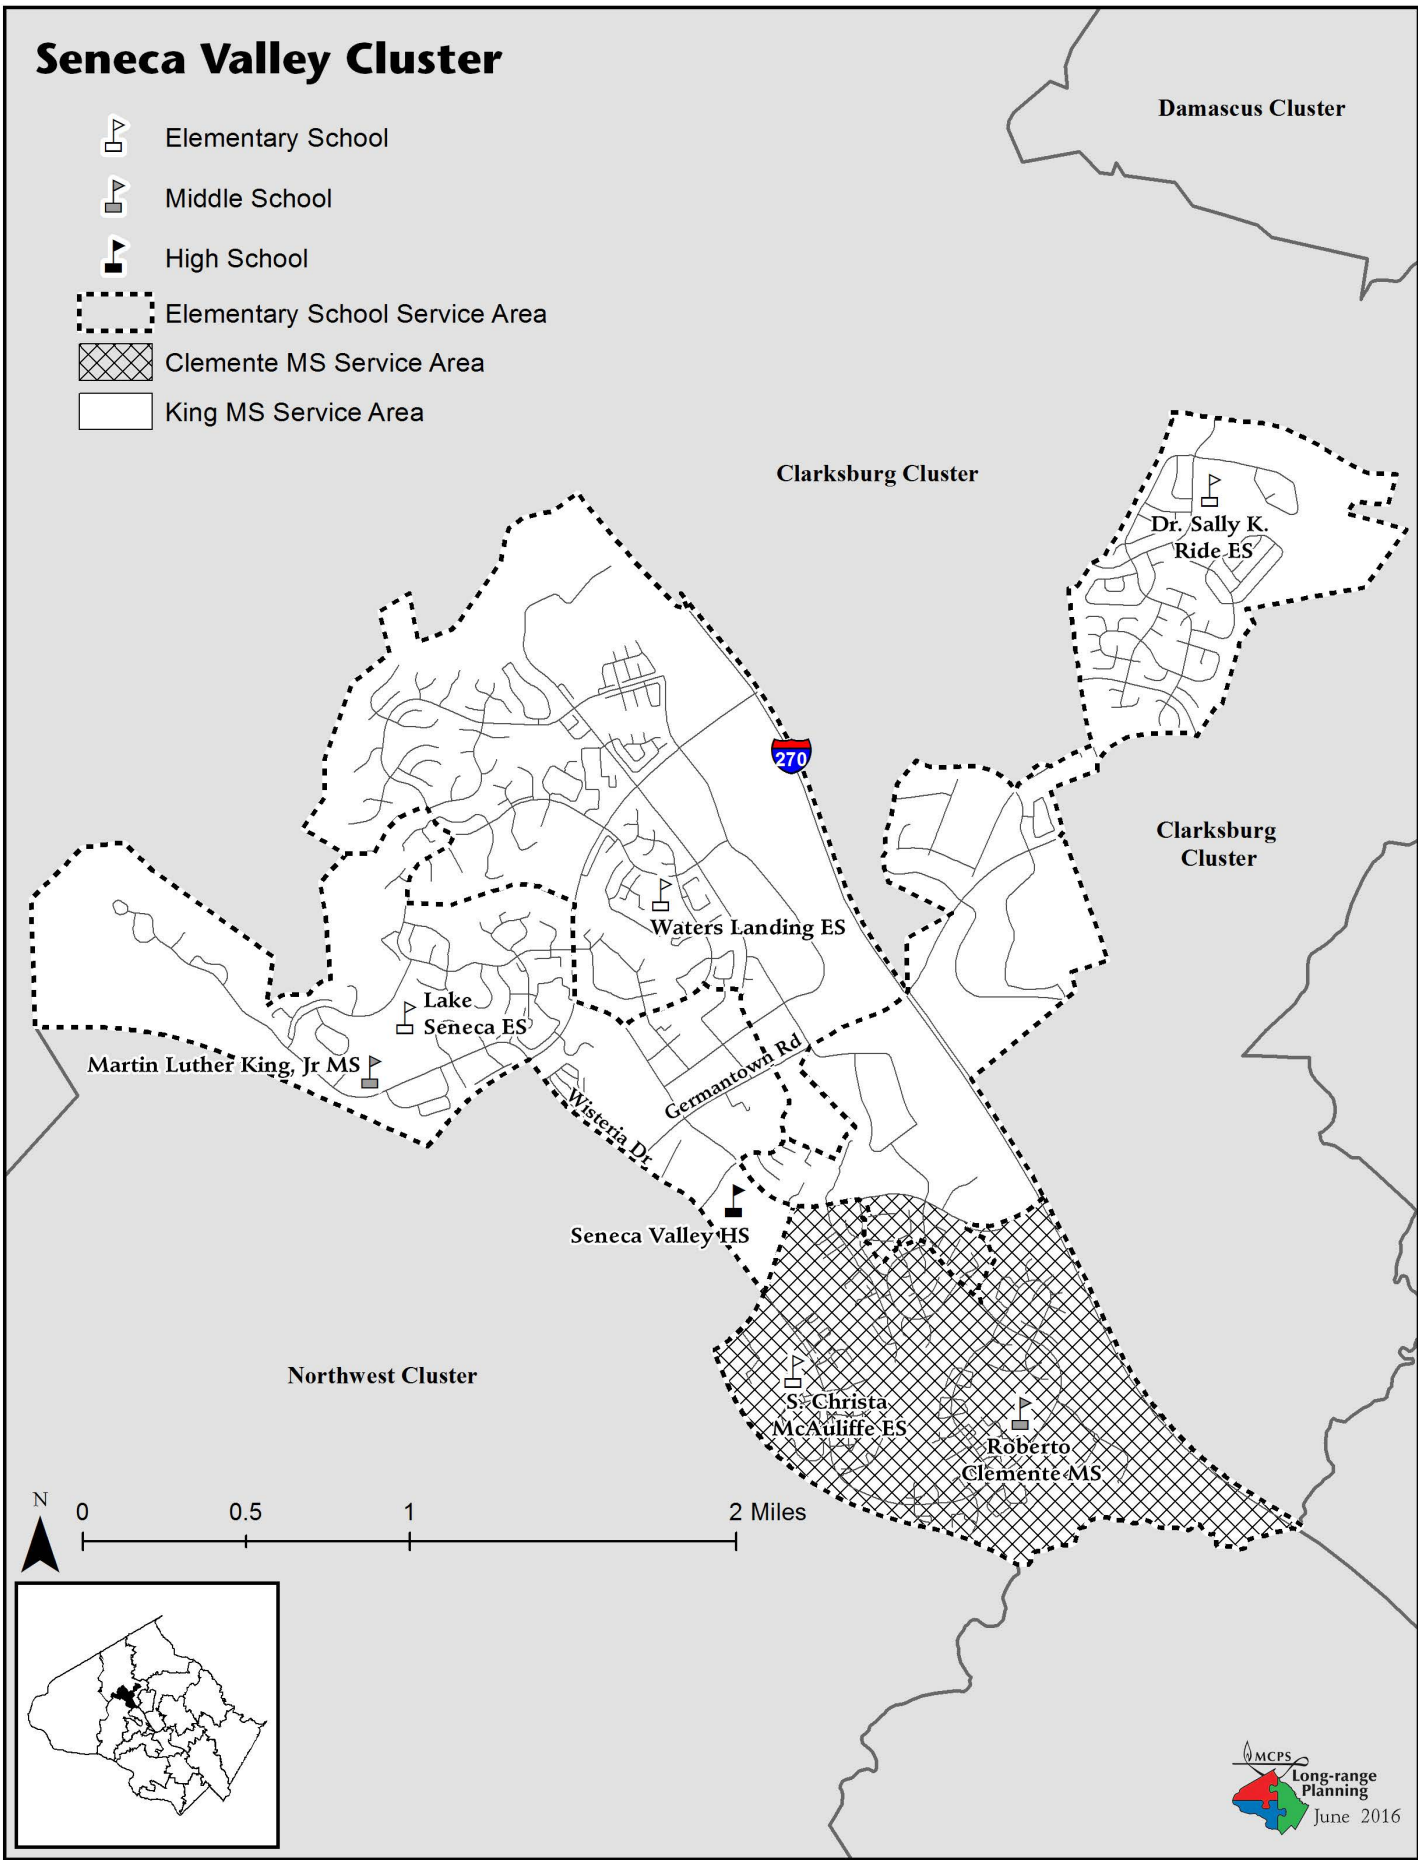 Seneca Valley Cluster
Elementary School
Middle School
High School
Elementary School Service Area
Clemente MS Service Area
King MS Service Area
Damascus Cluster
Clarksburg Cluster
Dr. Sally K.
Ride ES
270
Clarksburg
Cluster
Waters Landing ES
Lake
Seneca ES
Martin Luther King, Jr MS
Germantown Rd
Wisteria Dr
Seneca Valley HS
Northwest Cluster
S. Christa
McAuliffe ES
Roberto
Clemente MS
N
0 0.5 1 2 Miles
MCPS
Long-range
Planning
June 2016